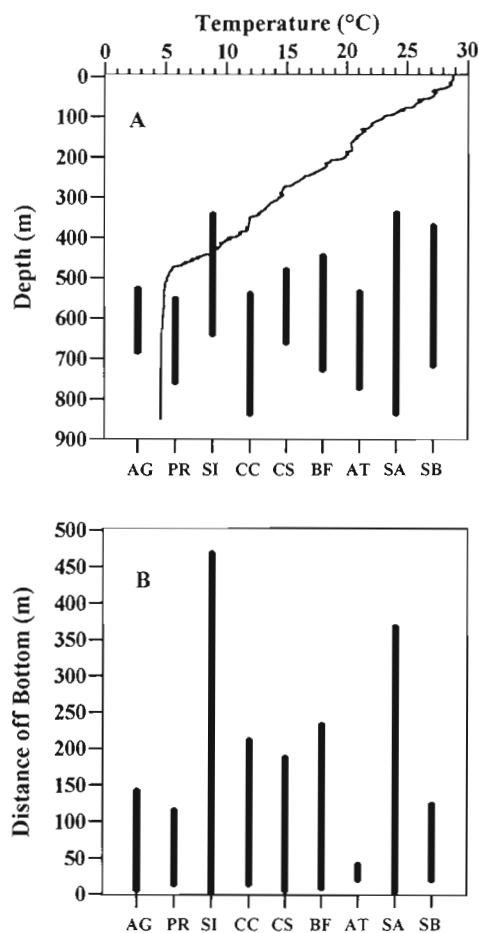 Temperature (°C)
0 5 10 15 20 25 30
A
0
100
200
300
400
500
600
700
800
900
Depth (m)
AG PR SI CC CS BF AT SA SB
B
500
450
400
350
300
250
200
150
100
50
0
Distance off Bottom (m)
AG PR SI CC CS BF AT SA SB